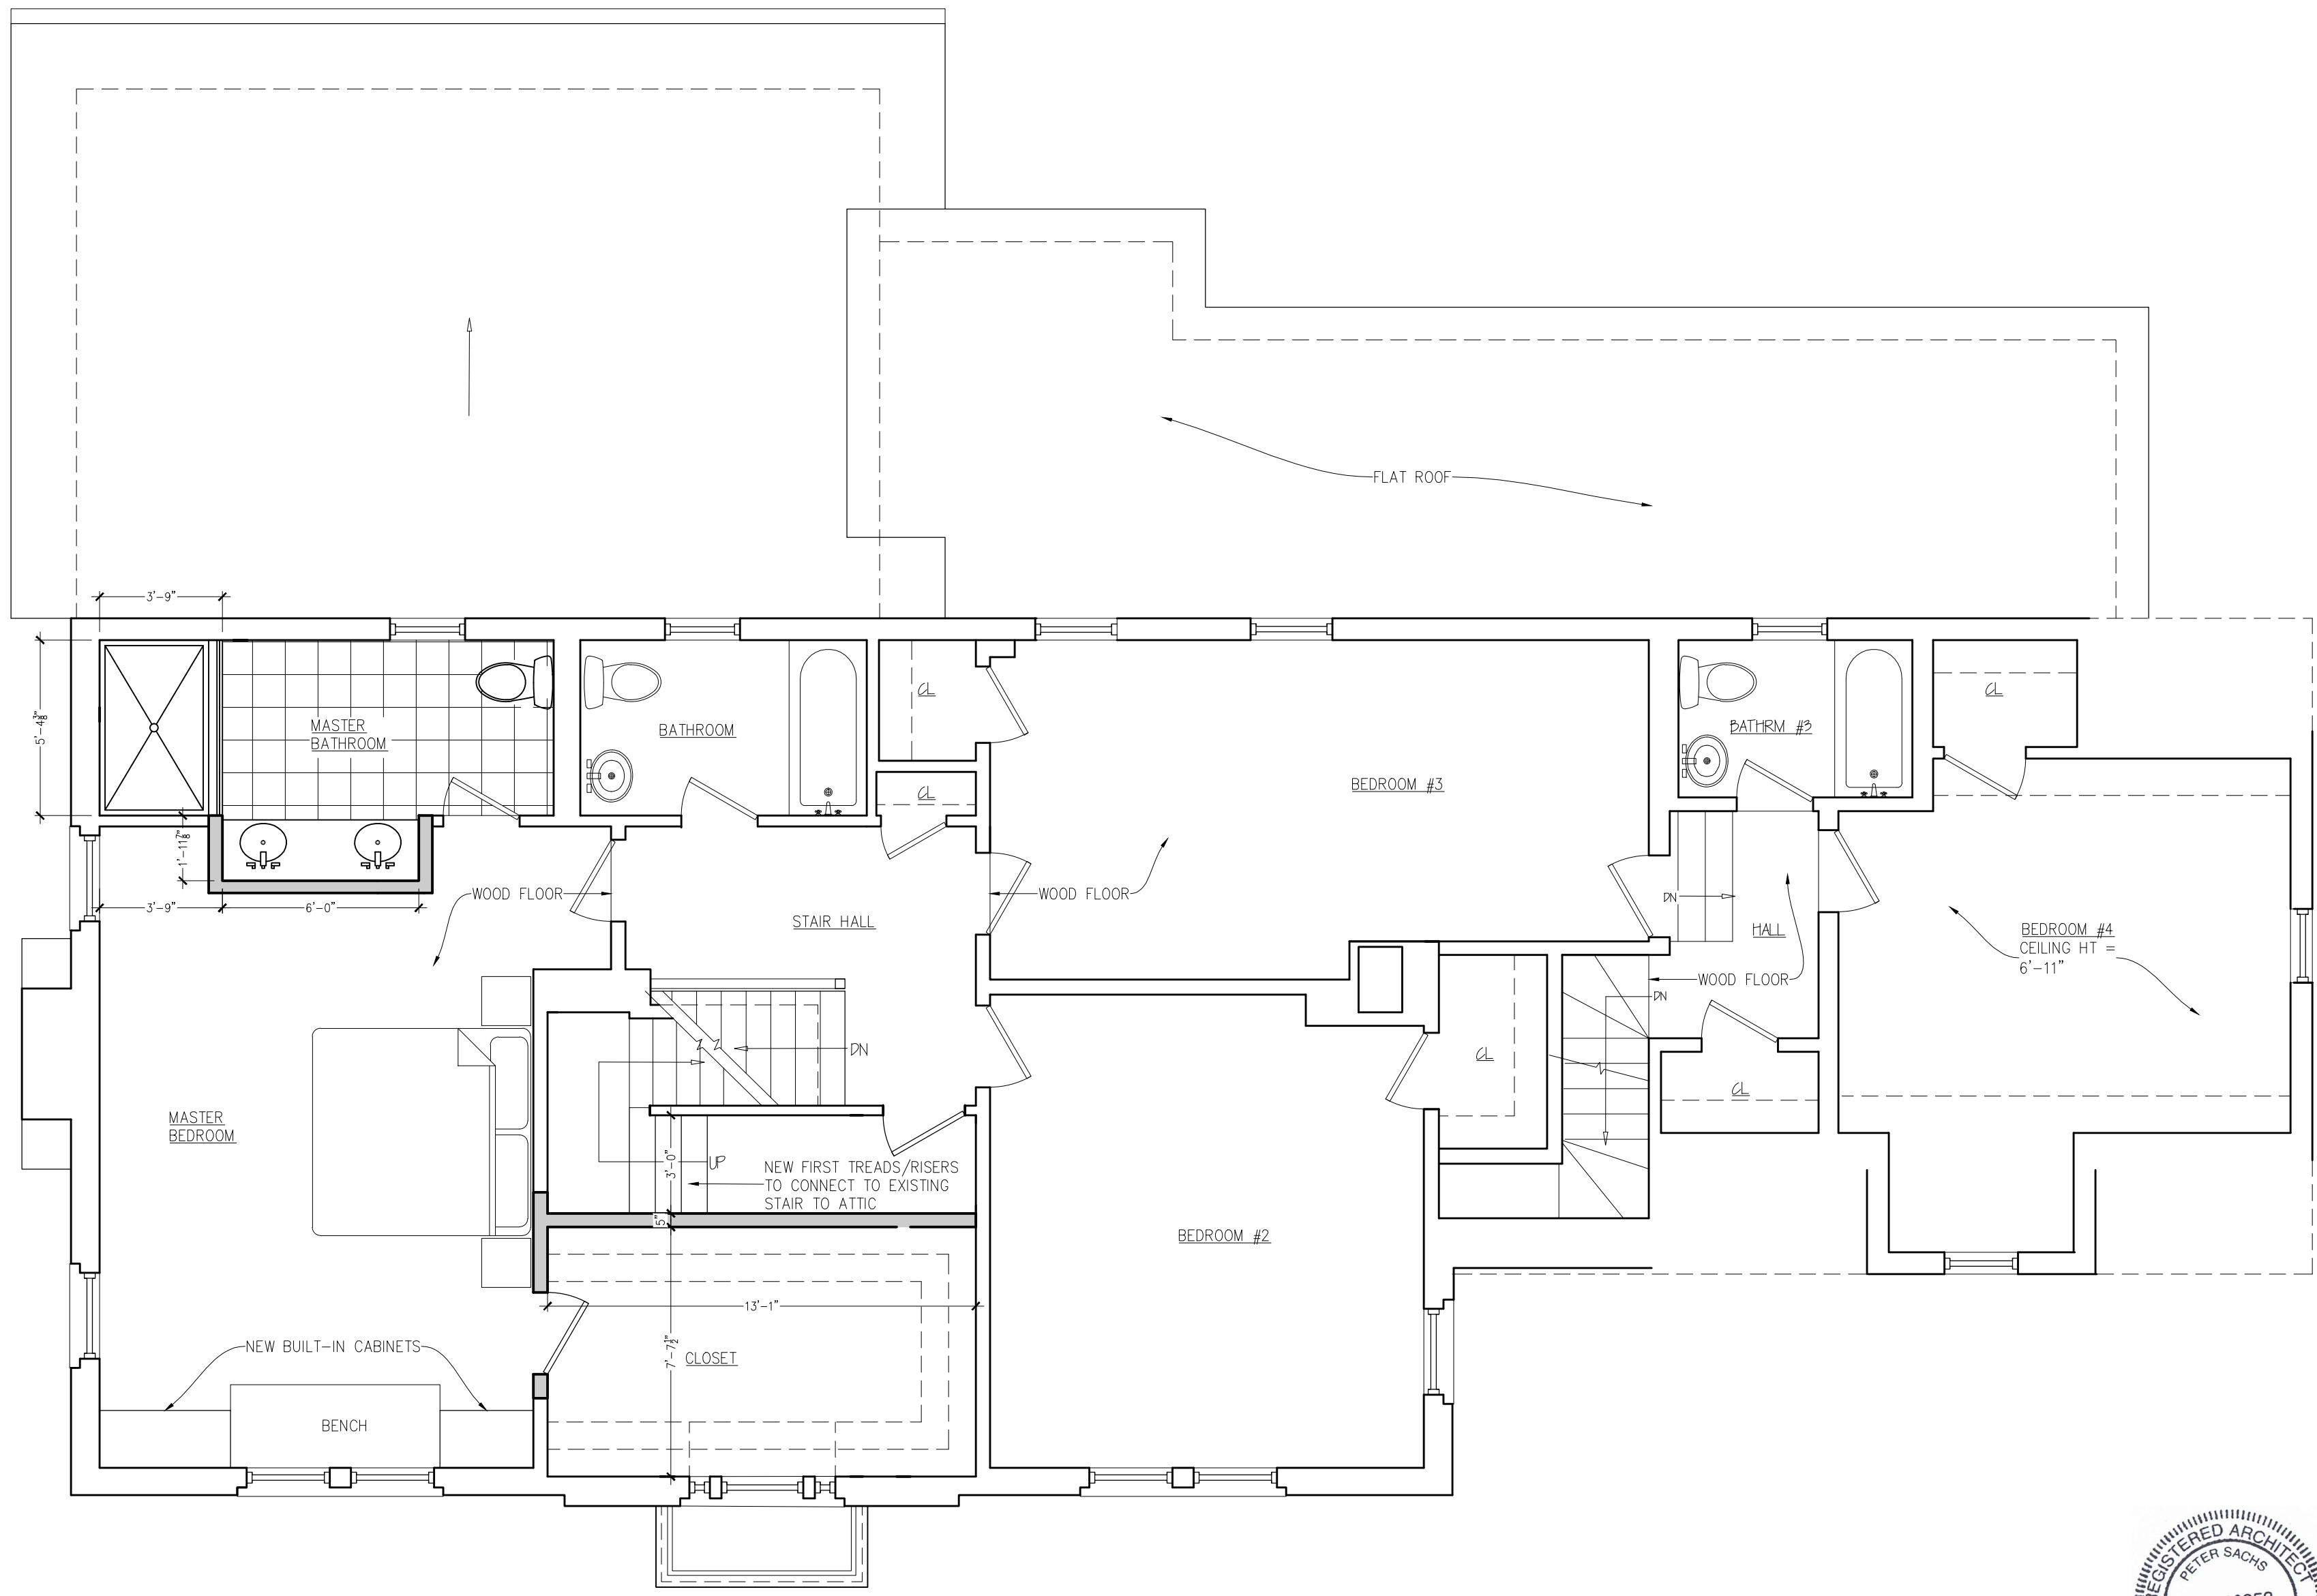 FLAT ROOF
3'-9"
5'-4 3/8"
MASTER
BATHROOM
BATHROOM
CL
CL
BEDROOM #3
BATHRM #3
CL
1'-11 7/8"
3'-9"
6'-0"
WOOD FLOOR
STAIR HALL
WOOD FLOOR
DN
HALL
BEDROOM #4
CEILING HT =
6'-11"
WOOD FLOOR
DN
DN
CL
CL
MASTER
BEDROOM
UP
3'-0"
NEW FIRST TREADS/RISERS
TO CONNECT TO EXISTING
STAIR TO ATTIC
5"
BEDROOM #2
13'-1"
7'-7 1/2"
CLOSET
NEW BUILT-IN CABINETS
BENCH
REGISTERED ARCHITECT
PETER SACHS